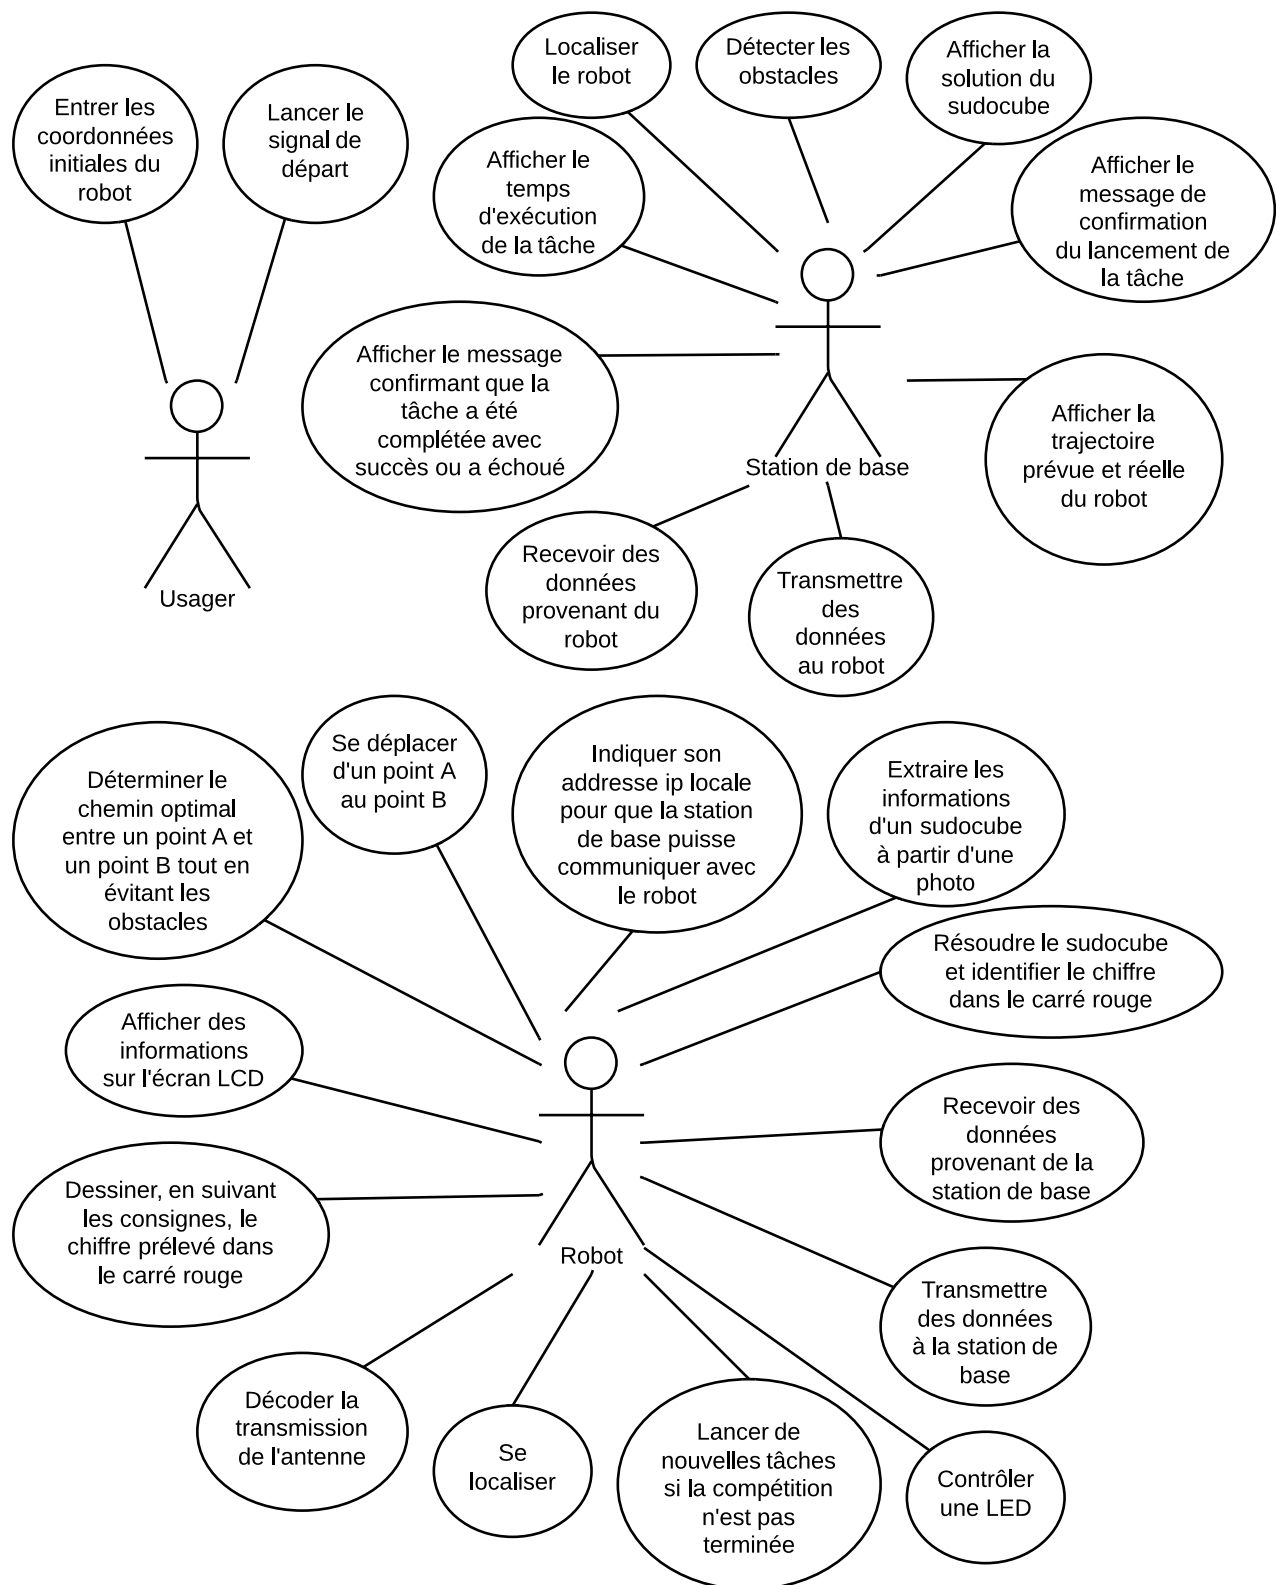 Entrer les
coordonnées
initiales du
robot
Lancer le
signal de
départ
Usager
Localiser
le robot
Détecter les
obstacles
Afficher la
solution du
sudocube
Afficher le
temps
d'exécution
de la tâche
Afficher le
message de
confirmation
du lancement de
la tâche
Afficher le message
confirmant que la
tâche a été
complétée avec
succès ou a échoué
Afficher la
trajectoire
prévue et réelle
du robot
Station de base
Recevoir des
données
provenant du
robot
Transmettre
des
données
au robot
Déterminer le
chemin optimal
entre un point A et
un point B tout en
évitant les
obstacles
Se déplacer
d'un point A
au point B
Indiquer son
addresse ip locale
pour que la station
de base puisse
communiquer avec
le robot
Extraire les
informations
d'un sudocube
à partir d'une
photo
Résoudre le sudocube
et identifier le chiffre
dans le carré rouge
Afficher des
informations
sur l'écran LCD
Recevoir des
données
provenant de la
station de base
Dessiner, en suivant
les consignes, le
chiffre prélevé dans
le carré rouge
Robot
Transmettre
des données
à la station de
base
Décoder la
transmission
de l'antenne
Se
localiser
Lancer de
nouvelles tâches
si la compétition
n'est pas
terminée
Contrôler
une LED